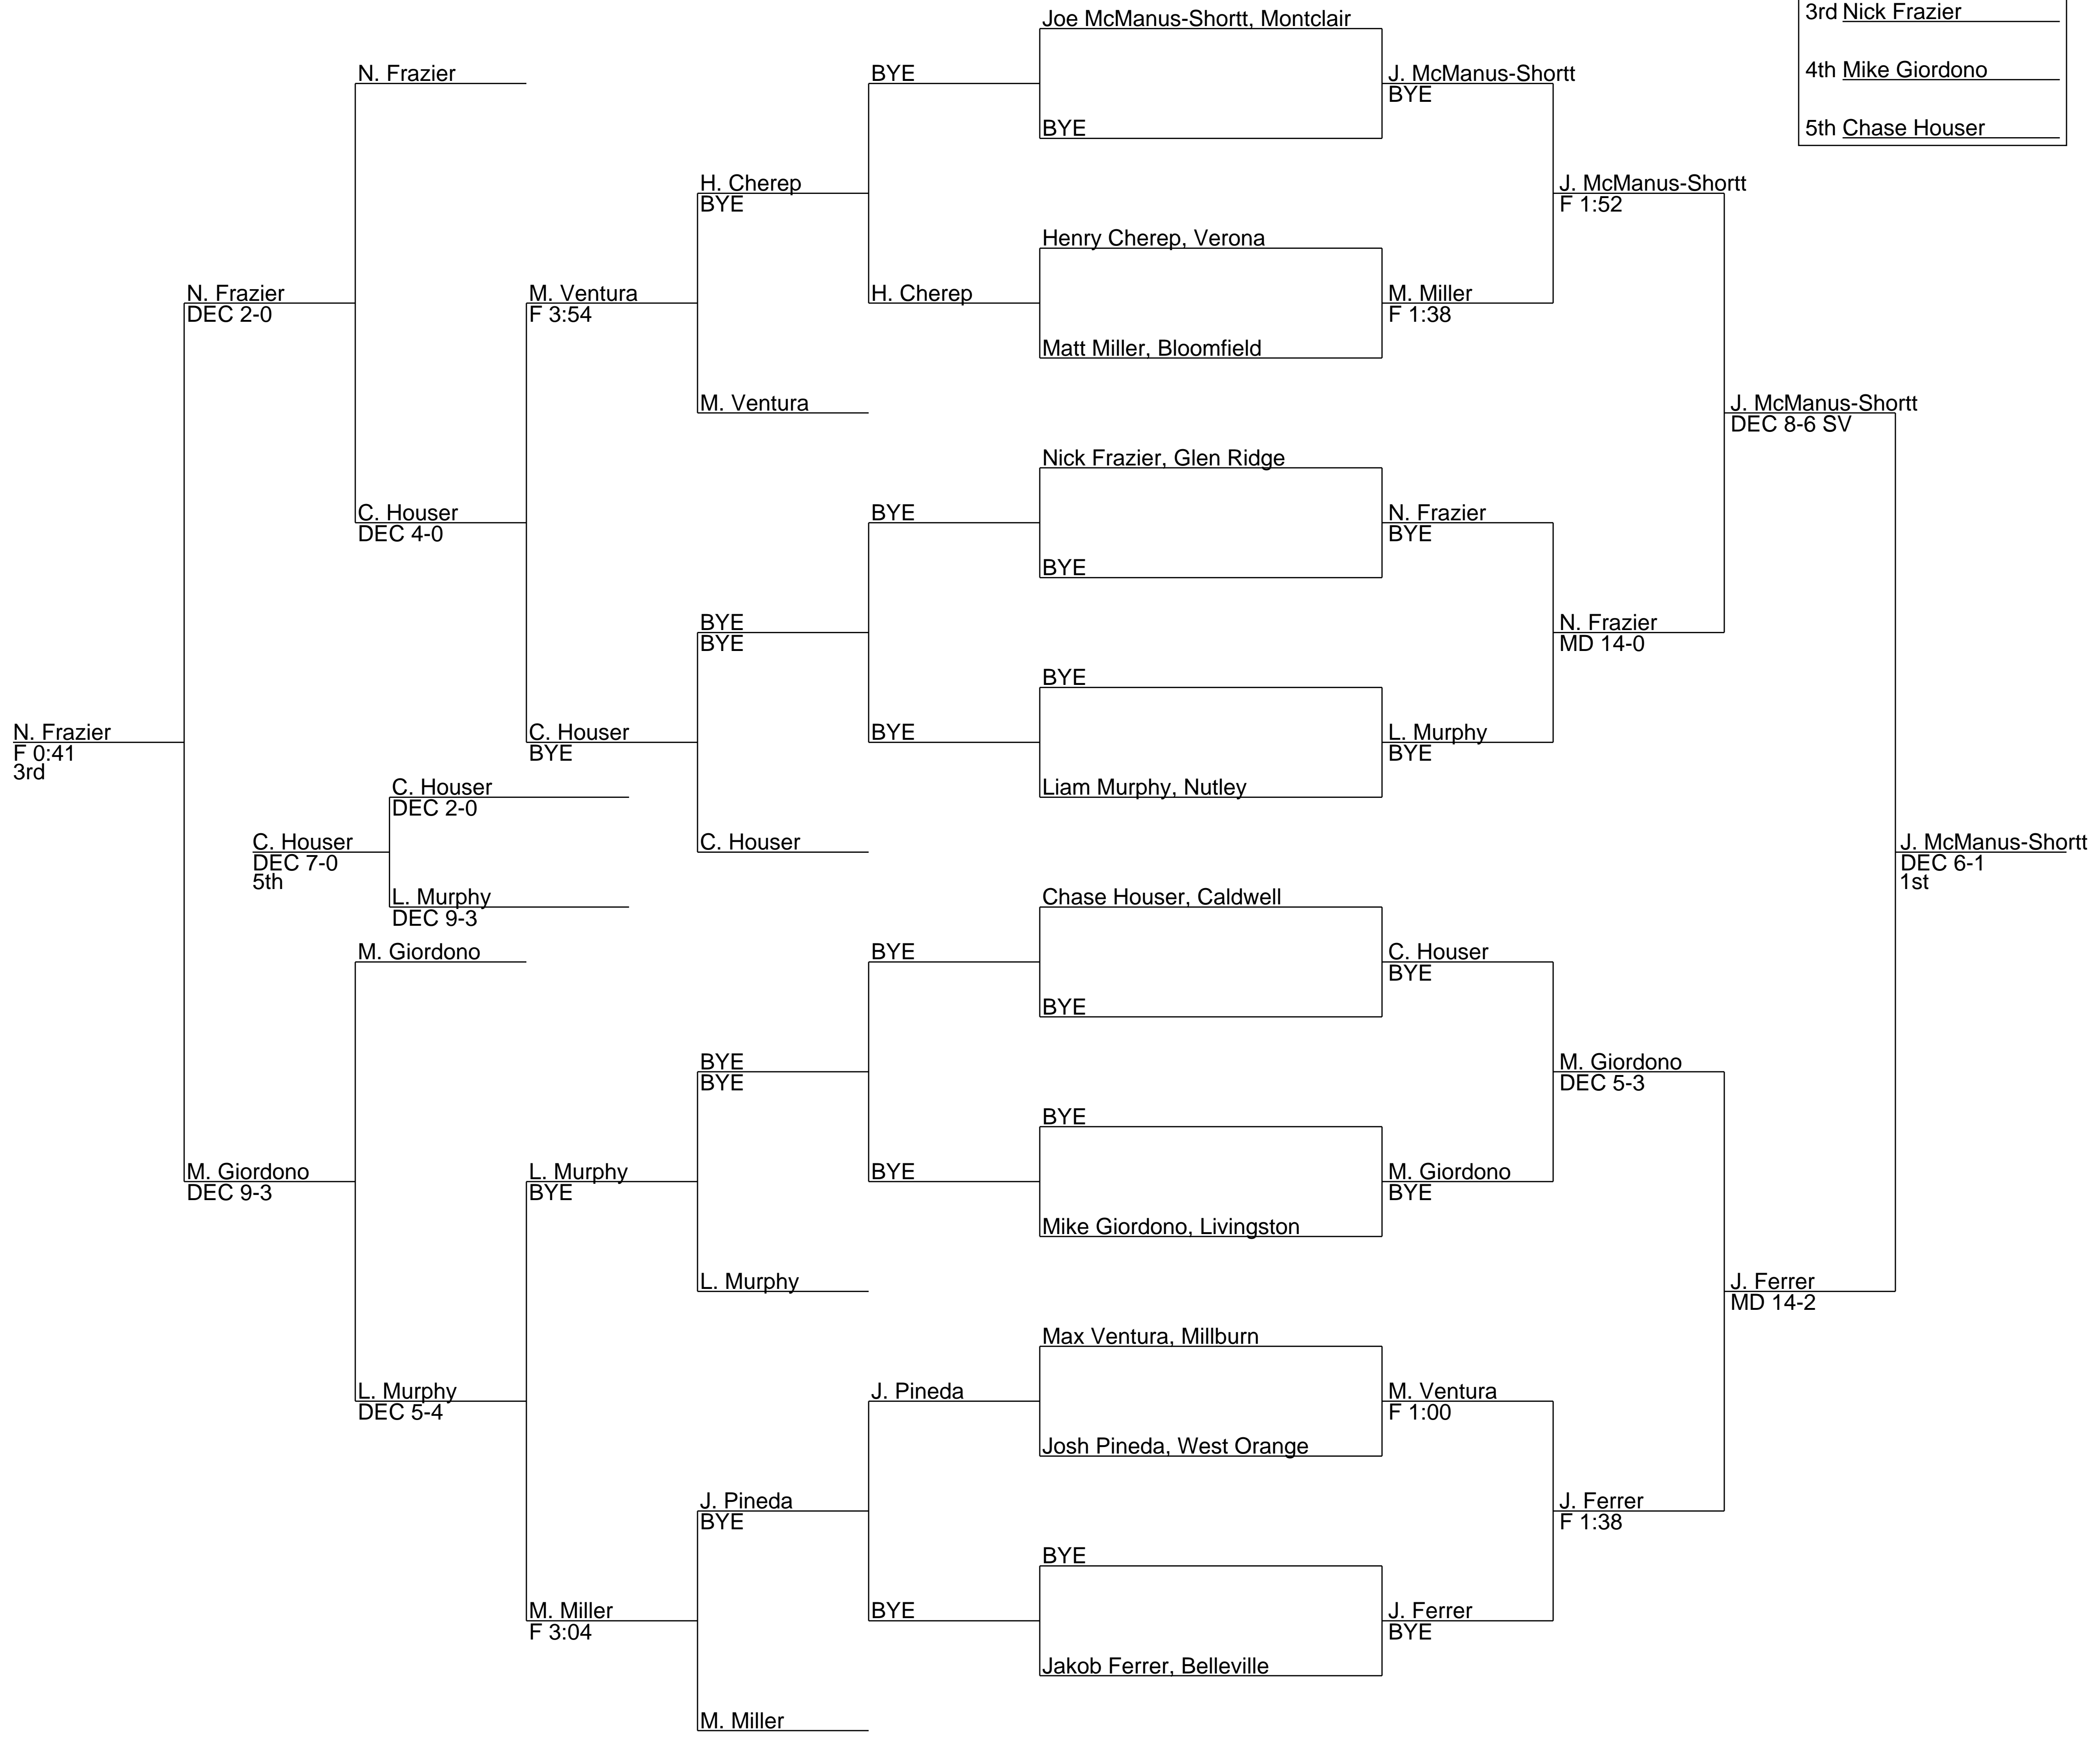 3rd Nick Frazier
4th Mike Giordono
5th Chase Houser
Joe McManus-Shortt, Montclair
N. Frazier
BYE
J. McManus-Shortt
BYE
BYE
H. Cherep
BYE
J. McManus-Shortt
F 1:52
Henry Cherep, Verona
N. Frazier
DEC 2-0
M. Ventura
F 3:54
H. Cherep
M. Miller
F 1:38
Matt Miller, Bloomfield
M. Ventura
J. McManus-Shortt
DEC 8-6 SV
Nick Frazier, Glen Ridge
C. Houser
DEC 4-0
BYE
N. Frazier
BYE
BYE
BYE
BYE
N. Frazier
MD 14-0
BYE
N. Frazier
F 0:41
3rd
C. Houser
BYE
BYE
L. Murphy
BYE
C. Houser
DEC 2-0
Liam Murphy, Nutley
C. Houser
DEC 7-0
5th
C. Houser
J. McManus-Shortt
DEC 6-1
1st
L. Murphy
DEC 9-3
Chase Houser, Caldwell
M. Giordono
BYE
C. Houser
BYE
BYE
BYE
BYE
M. Giordono
DEC 5-3
BYE
M. Giordono
DEC 9-3
L. Murphy
BYE
BYE
M. Giordono
BYE
Mike Giordono, Livingston
L. Murphy
J. Ferrer
MD 14-2
Max Ventura, Millburn
L. Murphy
DEC 5-4
J. Pineda
M. Ventura
F 1:00
Josh Pineda, West Orange
J. Pineda
BYE
J. Ferrer
F 1:38
BYE
M. Miller
F 3:04
BYE
J. Ferrer
BYE
Jakob Ferrer, Belleville
M. Miller